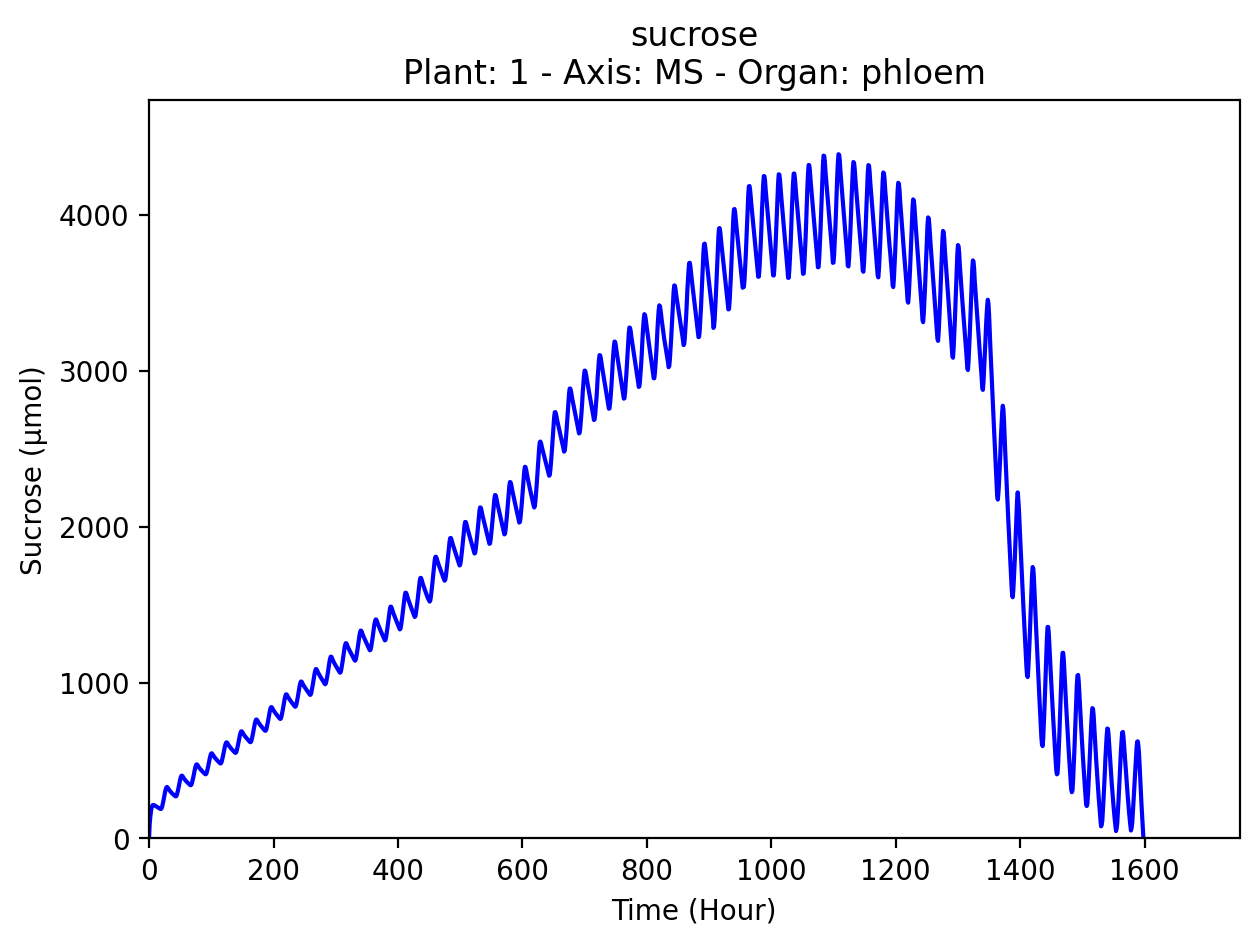 sucrose
Plant: 1 - Axis: MS - Organ: phloem
Sucrose (µmol)
4000
3000
2000
1000
0
0 200 400 600 800 1000 1200 1400 1600
Time (Hour)